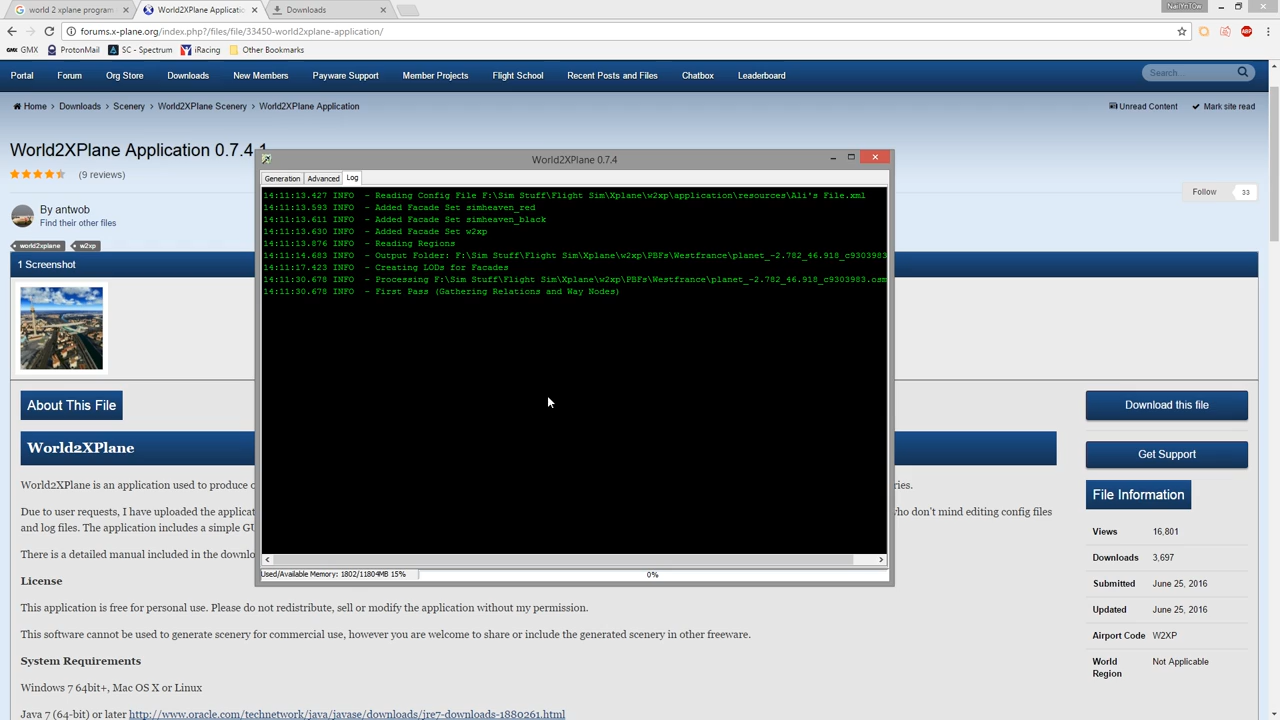 world 2 xplane program
World2XPlane Applicatio
Downloads
NailYnTOw
forums.x-plane.org/index.php?/files/file/33450-world2xplane-application/
GMX GMX
ProtonMail
SC - Spectrum
iRacing
Other Bookmarks
Portal
Forum
Org Store
Downloads
New Members
Payware Support
Member Projects
Flight School
Recent Posts and Files
Chatbox
Leaderboard
Search...
Home > Downloads > Scenery > World2XPlane Scenery > World2XPlane Application
Unread Content
Mark site read
World2XPlane Application 0.7.4.1
(9 reviews)
Follow
33
By antwob
Find their other files
world2xplane
w2xp
1 Screenshot
World2XPlane 0.7.4
Generation
Advanced
Log
14:11:13.427 INFO - Reading Config File F:\Sim Stuff\Flight Sim\Xplane\w2xp\application\resources\Ali's File.xml
14:11:13.593 INFO - Added Facade Set simheaven_red
14:11:13.611 INFO - Added Facade Set simheaven_black
14:11:13.630 INFO - Added Facade Set w2xp
14:11:13.876 INFO - Reading Regions
14:11:14.683 INFO - Output Folder: F:\Sim Stuff\Flight Sim\Xplane\w2xp\PBFs\Westfrance\planet_-2.782_46.918_c9303983
14:11:17.423 INFO - Creating LODs for Facades
14:11:30.678 INFO - Processing F:\Sim Stuff\Flight Sim\Xplane\w2xp\PBFs\Westfrance\planet_-2.782_46.918_c9303983.osm
14:11:30.678 INFO - First Pass (Gathering Relations and Way Nodes)
Used/Available Memory: 1802/11804MB 15%
0%
About This File
World2XPlane
World2XPlane is an application used to produce
ries.
Due to user requests, I have uploaded the applica
who don't mind editing config files
and log files. The application includes a simple GU
There is a detailed manual included in the downlo
License
This application is free for personal use. Please do not redistribute, sell or modify the application without my permission.
This software cannot be used to generate scenery for commercial use, however you are welcome to share or include the generated scenery in other freeware.
System Requirements
Windows 7 64bit+, Mac OS X or Linux
Java 7 (64-bit) or later http://www.oracle.com/technetwork/java/javase/downloads/jre7-downloads-1880261.html
Download this file
Get Support
File Information
Views 16,801
Downloads 3,697
Submitted June 25, 2016
Updated June 25, 2016
Airport Code W2XP
World Region Not Applicable